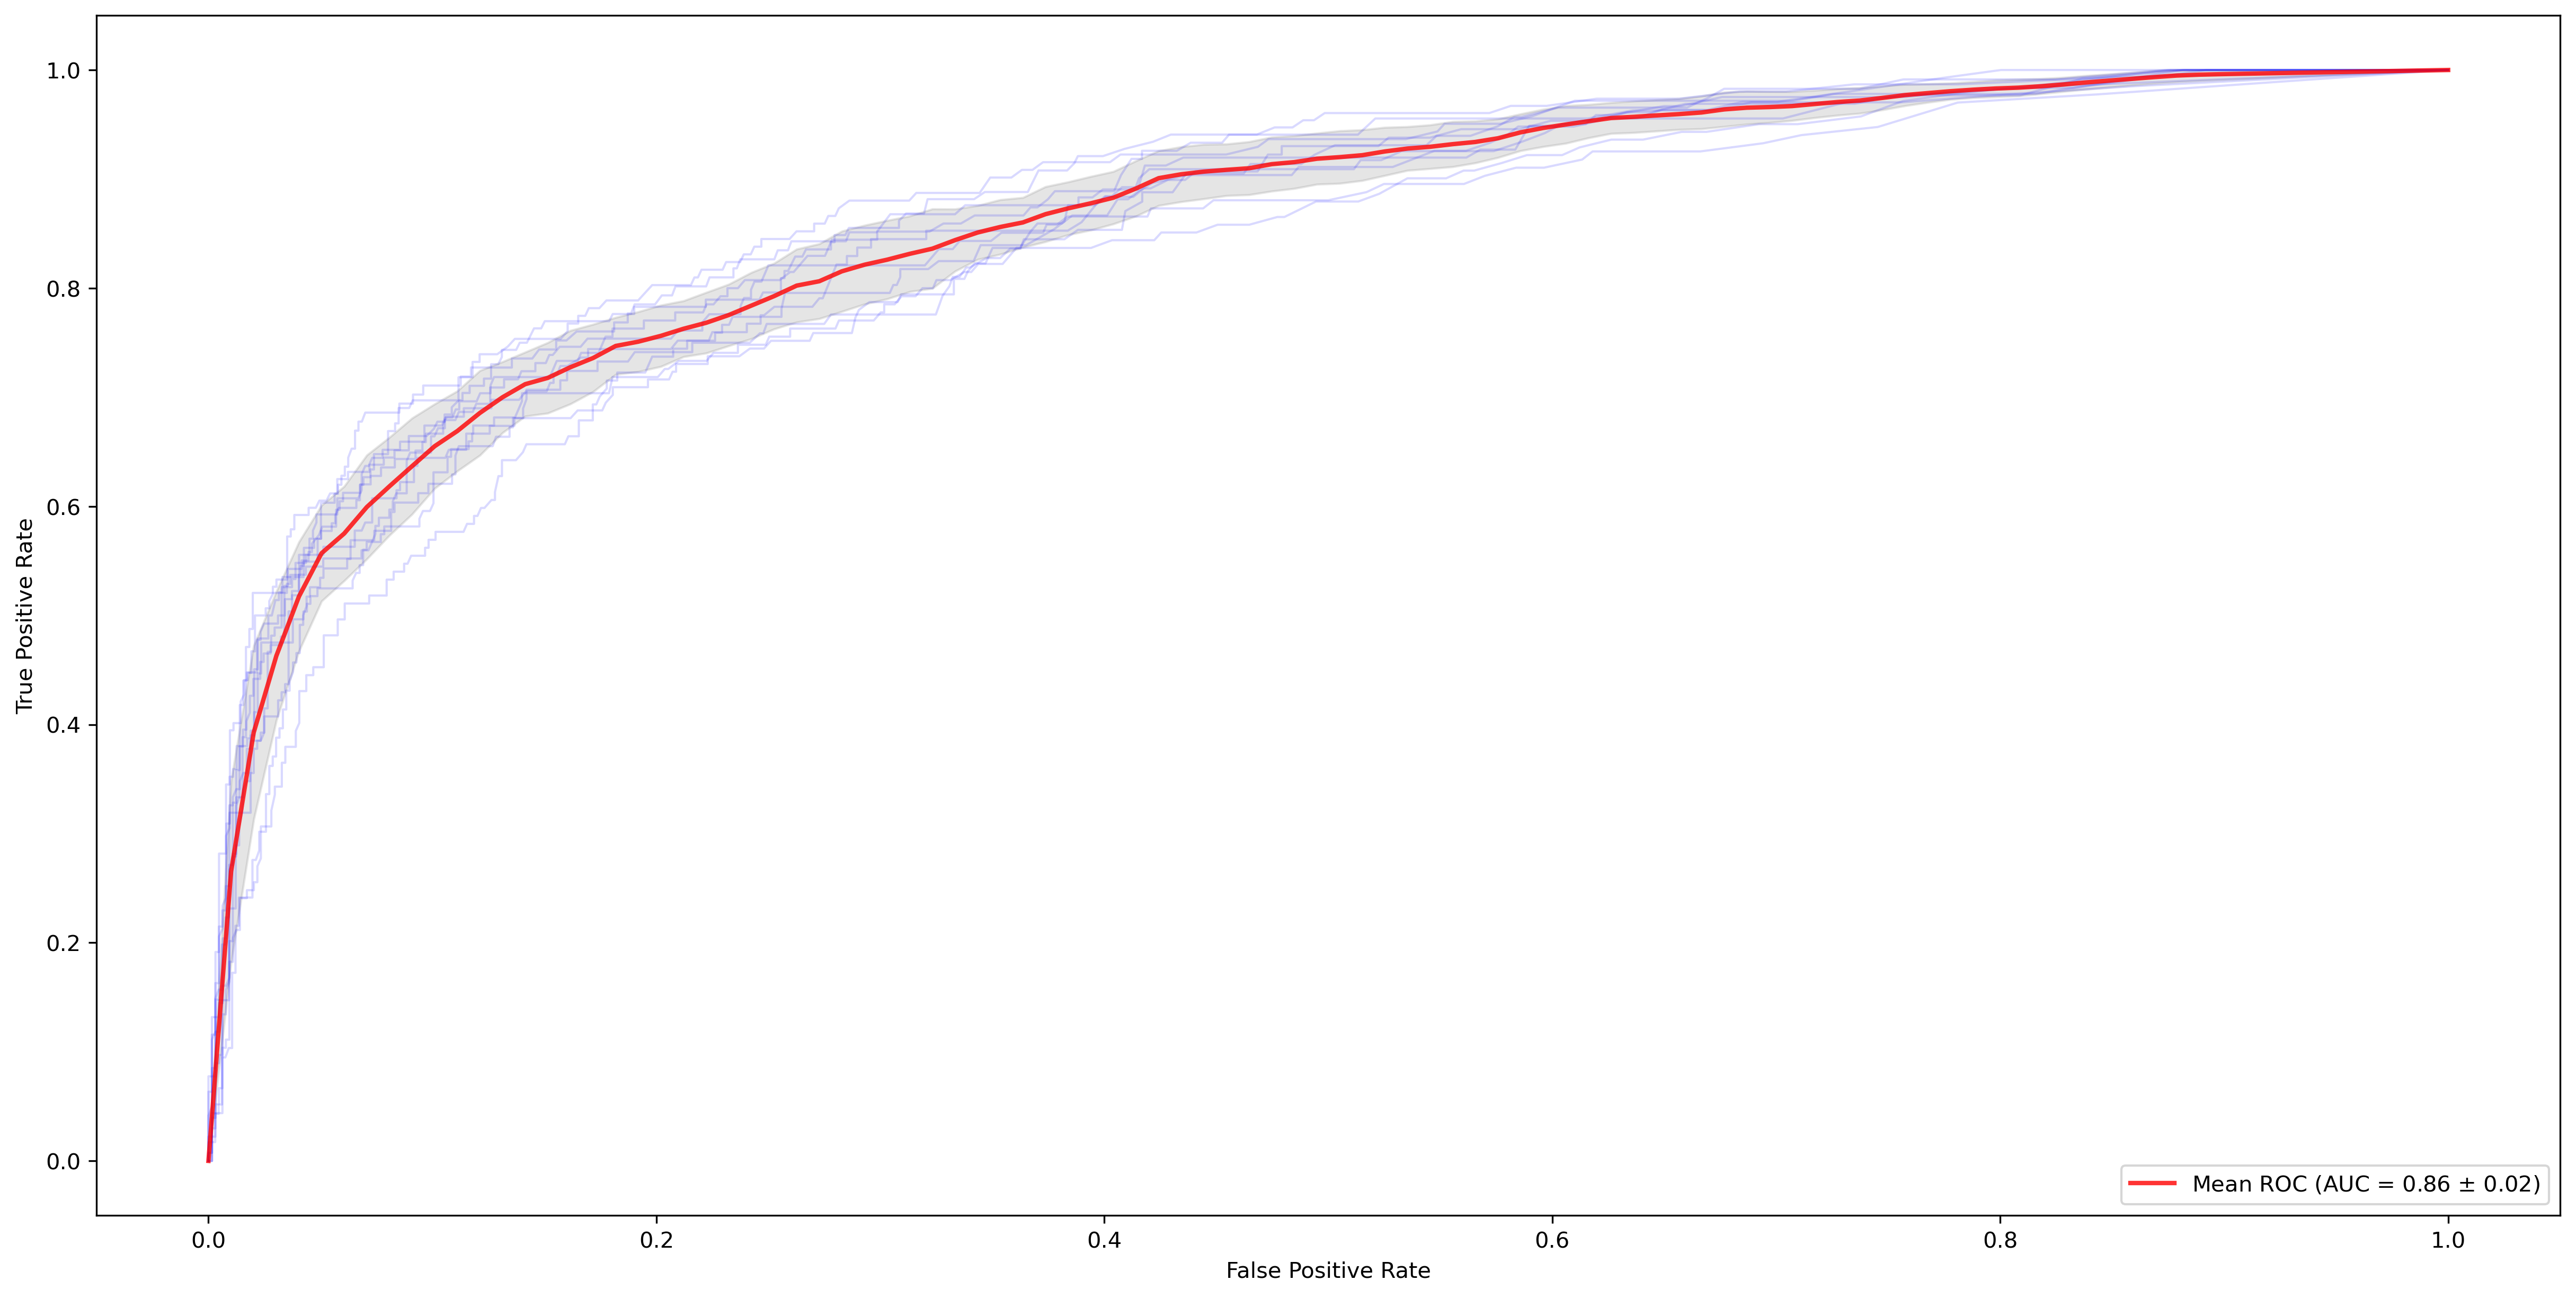 1.0
0.8
0.6
0.4
0.2
0.0
True Positive Rate
Mean ROC (AUC = 0.86 ± 0.02)
0.0 0.2 0.4 0.6 0.8 1.0
False Positive Rate